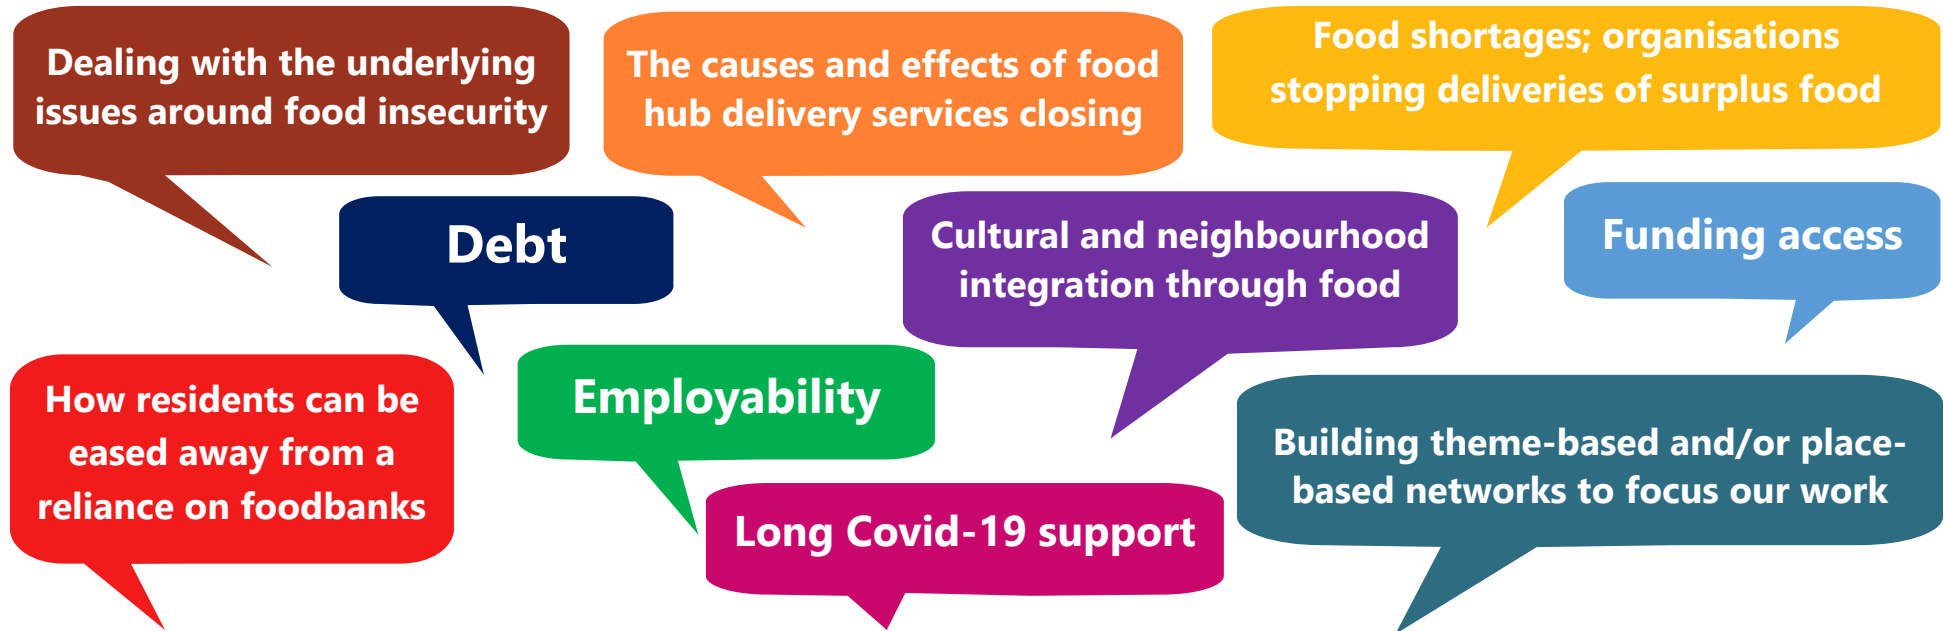 Dealing with the underlying
issues around food insecurity
The causes and effects of food
hub delivery services closing
Food shortages; organisations
stopping deliveries of surplus food
Debt
Cultural and neighbourhood
integration through food
Funding access
How residents can be
eased away from a
reliance on foodbanks
Employability
Long Covid-19 support
Building theme-based and/or place-
based networks to focus our work